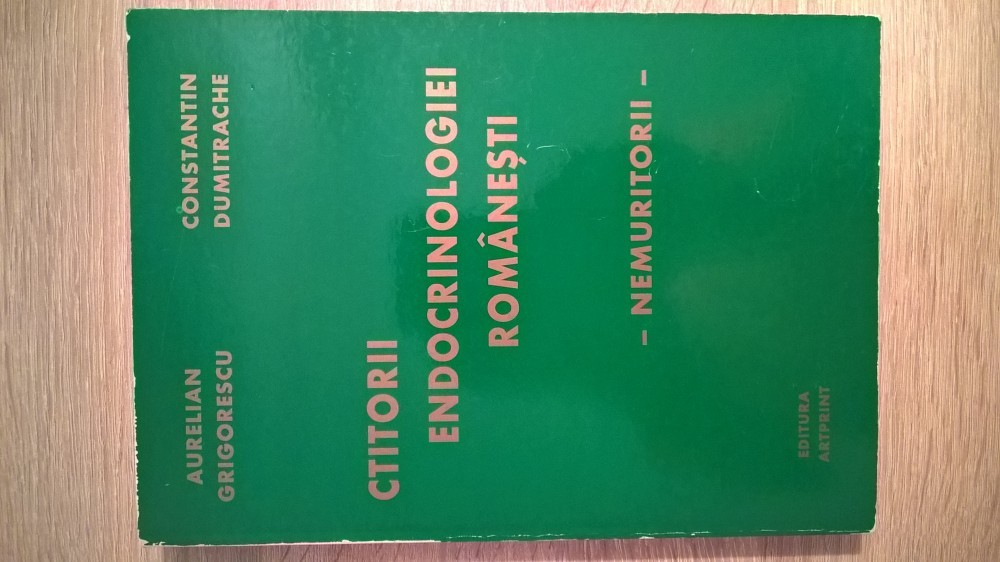 AURELIAN
GRIGORESCU
CONSTANTIN
DUMITRACHE
CTITORII
ENDOCRINOLOGIEI
ROMÂNEȘTI
– NEMURITORII –
EDITURA
ARTPRINT